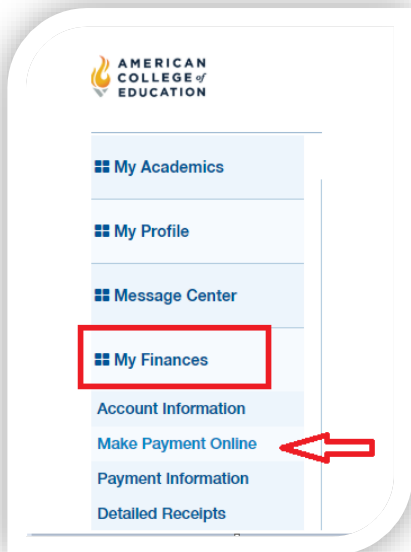 AMERICAN
COLLEGE of
EDUCATION
My Academics
My Profile
Message Center
My Finances
Account Information
Make Payment Online
Payment Information
Detailed Receipts